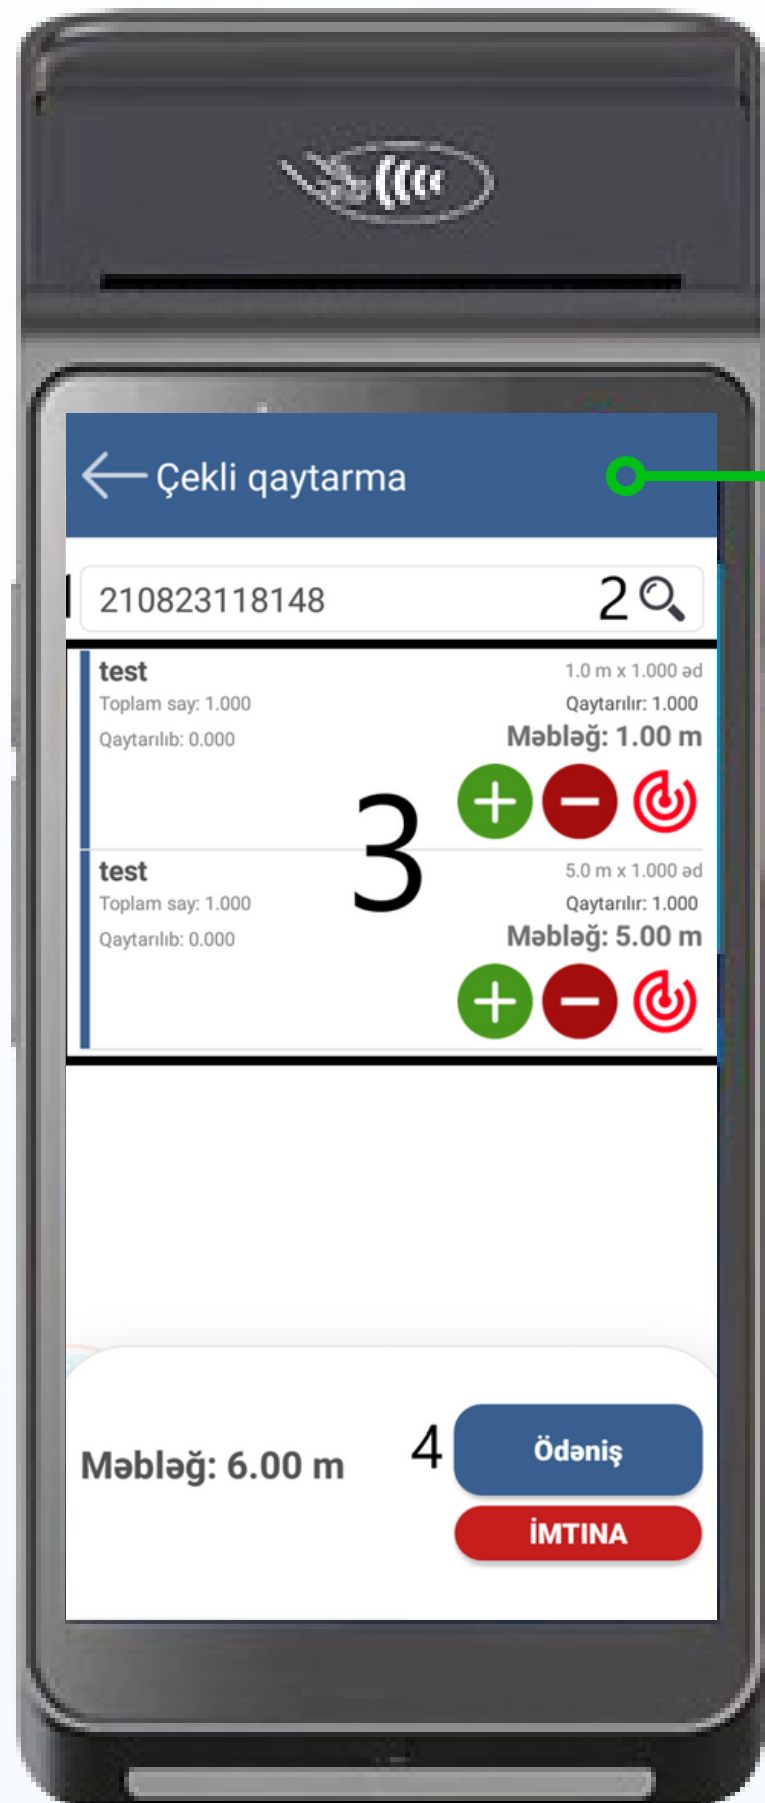 Çekli qaytarma
210823118148 2
test 1.0 m x 1.000 əd
Toplam say: 1.000 Qaytarılır: 1.000
Qaytarılıb: 0.000 Məbləğ: 1.00 m
3
test 5.0 m x 1.000 əd
Toplam say: 1.000 Qaytarılır: 1.000
Qaytarılıb: 0.000 Məbləğ: 5.00 m
Məbləğ: 6.00 m 4 Ödəniş
İMTINA